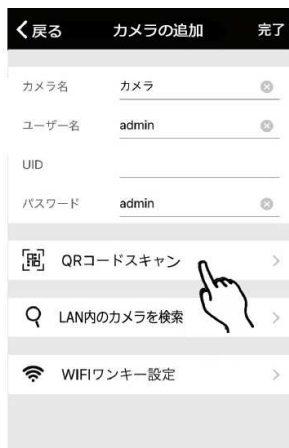 戻る カメラの追加 完了
カメラ名 カメラ
ユーザー名 admin
UID
パスワード admin
QRコードスキャン
LAN内のカメラを検索
WIFIワンキー設定